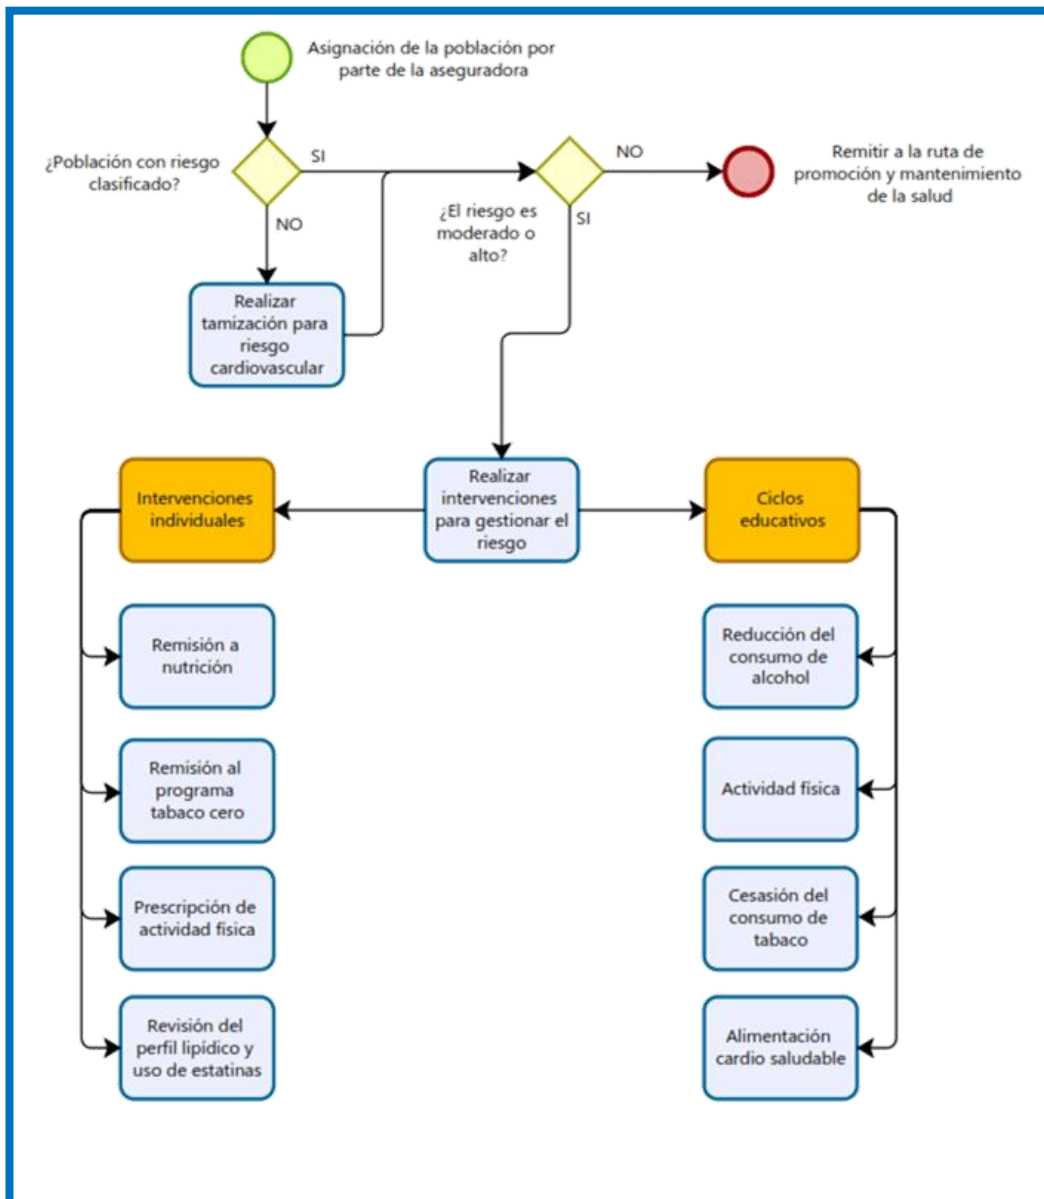 Asignación de la población por
parte de la aseguradora
¿Población con riesgo
clasificado?
SI
NO
Realizar
tamización para
riesgo
cardiovascular
¿El riesgo es
moderado o
alto?
NO
SI
Remitir a la ruta de
promoción y mantenimiento
de la salud
Intervenciones
individuales
Realizar
intervenciones
para gestionar el
riesgo
Ciclos
educativos
Remisión a
nutrición
Remisión al
programa
tabaco cero
Prescripción de
actividad física
Revisión del
perfil lipídico y
uso de estatinas
Reducción del
consumo de
alcohol
Actividad física
Cesasión del
consumo de
tabaco
Alimentación
cardio saludable